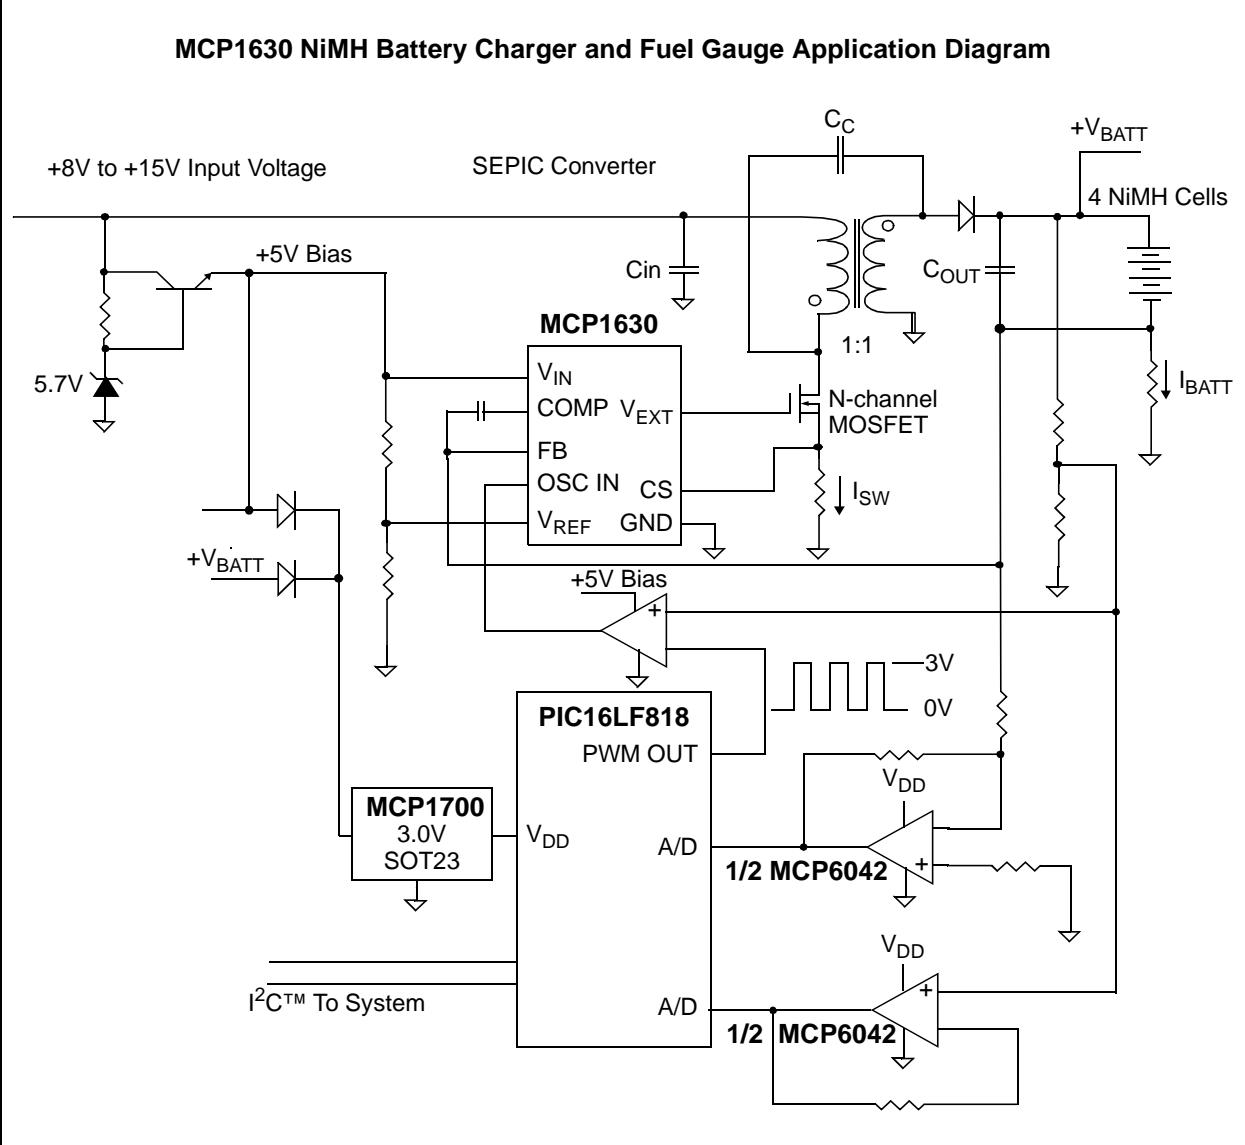 MCP1630 NiMH Battery Charger and Fuel Gauge Application Diagram
CC
+VBATT
+8V to +15V Input Voltage
SEPIC Converter
4 NiMH Cells
+5V Bias
Cin
COUT
MCP1630
1:1
5.7V
VIN
COMP
VEXT
FB
OSC IN
CS
VREF
GND
N-channel
MOSFET
IBATT
ISW
+VBATT
+5V Bias
+
3V
0V
PIC16LF818
PWM OUT
VDD
MCP1700
3.0V
SOT23
VDD
A/D
1/2 MCP6042
+
VDD
I2C™ To System
A/D
1/2 MCP6042
+